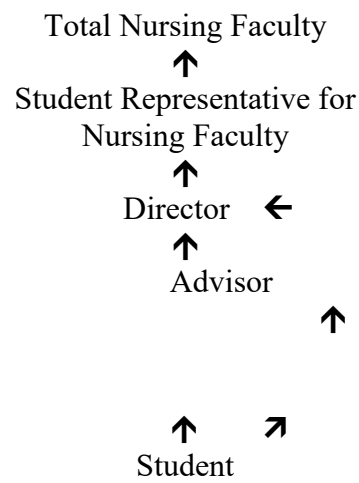 Total Nursing Faculty
Student Representative for
Nursing Faculty
Director
Advisor
Student